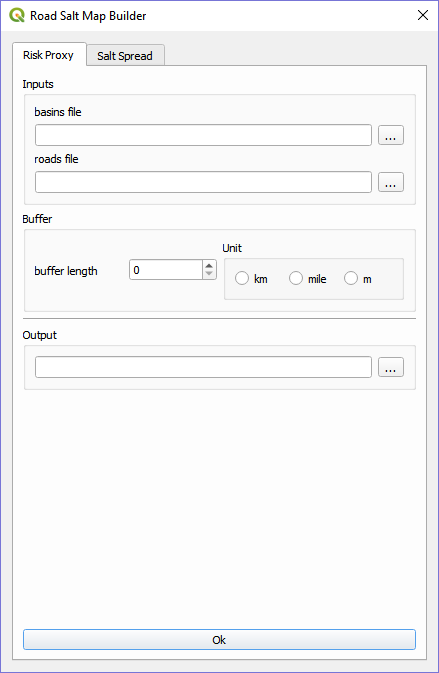 Road Salt Map Builder
Risk Proxy Salt Spread
Inputs
basins file
...
roads file
...
Buffer
Unit
buffer length 0 km mile m
Output
...
Ok